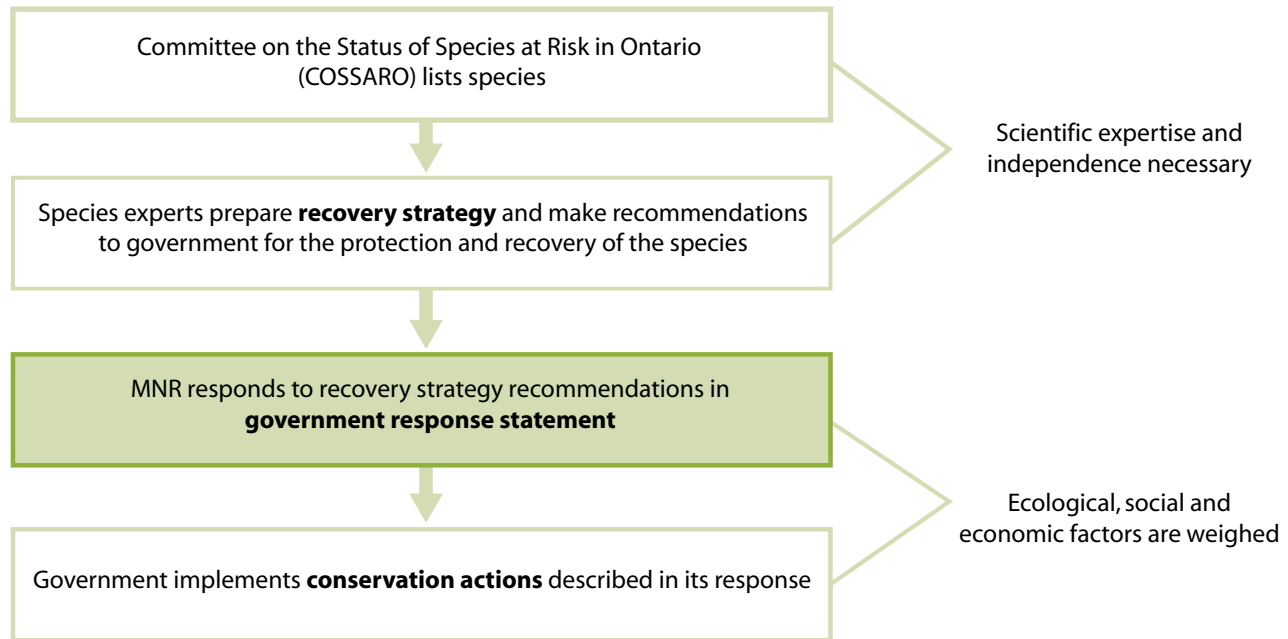 Committee on the Status of Species at Risk in Ontario
(COSSARO) lists species
Scientific expertise and
independence necessary
Species experts prepare recovery strategy and make recommendations
to government for the protection and recovery of the species
MNR responds to recovery strategy recommendations in
government response statement
Ecological, social and
economic factors are weighed
Government implements conservation actions described in its response